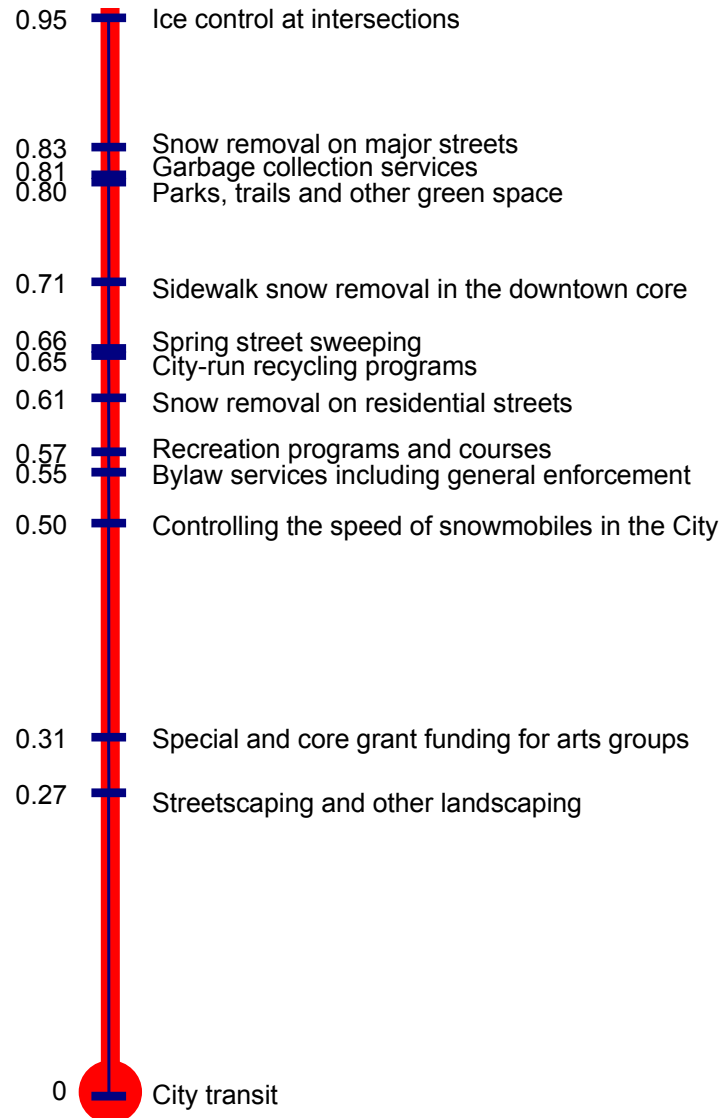 0.95 Ice control at intersections
0.83 Snow removal on major streets
0.81 Garbage collection services
0.80 Parks, trails and other green space
0.71 Sidewalk snow removal in the downtown core
0.66 Spring street sweeping
0.65 City-run recycling programs
0.61 Snow removal on residential streets
0.57 Recreation programs and courses
0.55 Bylaw services including general enforcement
0.50 Controlling the speed of snowmobiles in the City
0.31 Special and core grant funding for arts groups
0.27 Streetscaping and other landscaping
0 City transit